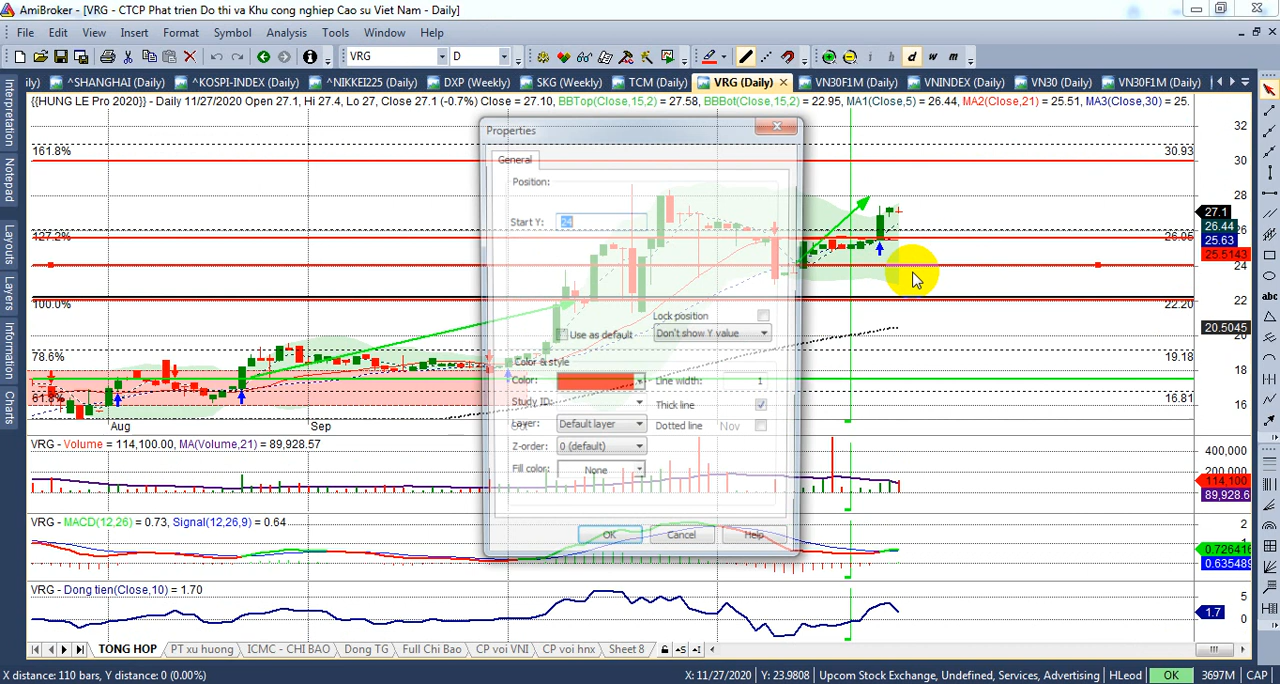 AmiBroker - [VRG - CTCP Phat trien Do thi va Khu cong nghiep Cao su Viet Nam - Daily]
File Edit View Insert Format Symbol Analysis Tools Window Help
VRG D i h d w m
ily) ^SHANGHAI (Daily) ^KOSPI-INDEX (Daily) ^NIKKEI225 (Daily) DXP (Weekly) SKG (Weekly) TCM (Daily) VRG (Daily) VN30F1M (Daily) VNINDEX (Daily) VN30 (Daily) VN30F1M (Daily)
{{HUNG LE Pro 2020}} - Daily 11/27/2020 Open 27.1, Hi 27.4, Lo 27, Close 27.1 (-0.7%) Close = 27.10, BBTop(Close,15,2) = 27.58, BBBot(Close,15,2) = 22.95, MA1(Close,5) = 26.44, MA2(Close,21) = 25.51, MA3(Close,30) = 25.
Interpretation
Notepad
Layouts
Layers
Information
Charts
abc
Properties
General
Position:
Start Y: 24
Lock position
Use as default Don't show Y value
Color & style
Color: Line width: 1
Study ID: Thick line
Layer: Default layer Dotted line
Z-order: 0 (default)
Fill color: None
OK Cancel Help
161.8% 30.93
127.2% 26.05
100.0% 22.20
78.6% 19.18
61.8% 16.81
32
30
28
27.1
26.44
26
25.63
25.5143
24
22
20.5045
18
16
Aug Sep Nov
VRG - Volume = 114,100.00, MA(Volume,21) = 89,928.57
400,000
200,000
114,100
89,928.6
VRG - MACD(12,26) = 0.73, Signal(12,26,9) = 0.64
2
0.726416
0.635489
VRG - Dong tien(Close,10) = 1.70
5
1.7
0
TONG HOP PT xu huong ICMC - CHI BAO Dong TG Full Chi Bao CP voi VNI CP voi hnx Sheet 8
X distance: 110 bars, Y distance: 0 (0.00%) X: 11/27/2020 Y: 23.9808 Upcom Stock Exchange, Undefined, Services, Advertising HLeod OK 3697M CAP